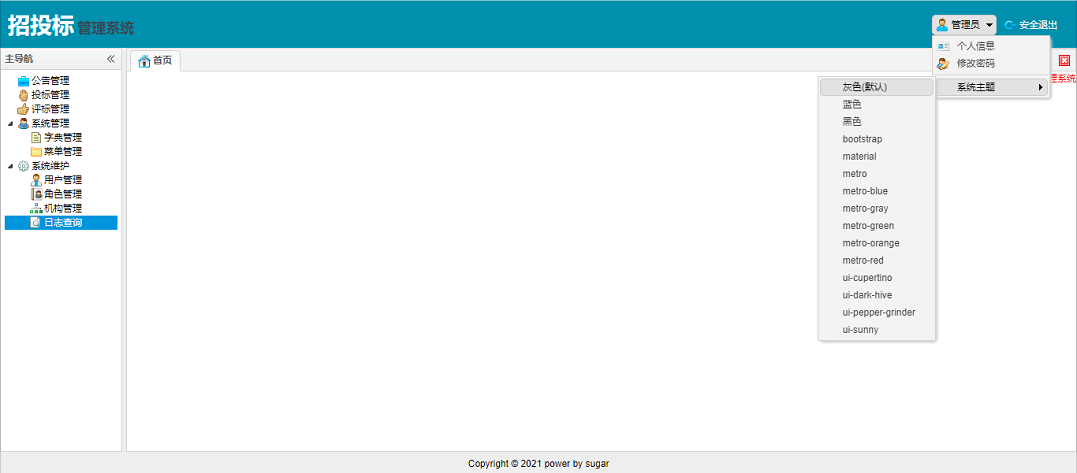 招投标 管理系统
管理员
安全退出
个人信息
修改密码
系统主题
主导航
首页
理系统
公告管理
投标管理
评标管理
系统管理
字典管理
菜单管理
系统维护
用户管理
角色管理
机构管理
日志查询
灰色(默认)
蓝色
黑色
bootstrap
material
metro
metro-blue
metro-gray
metro-green
metro-orange
metro-red
ui-cupertino
ui-dark-hive
ui-pepper-grinder
ui-sunny
Copyright © 2021 power by sugar